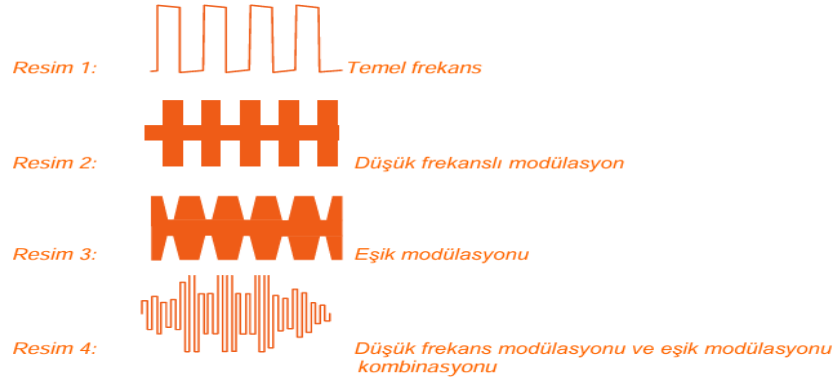 Resim 1: Temel frekans
Resim 2: Düşük frekanslı modülasyon
Resim 3: Eşik modülasyonu
Resim 4: Düşük frekans modülasyonu ve eşik modülasyonu
kombinasyonu